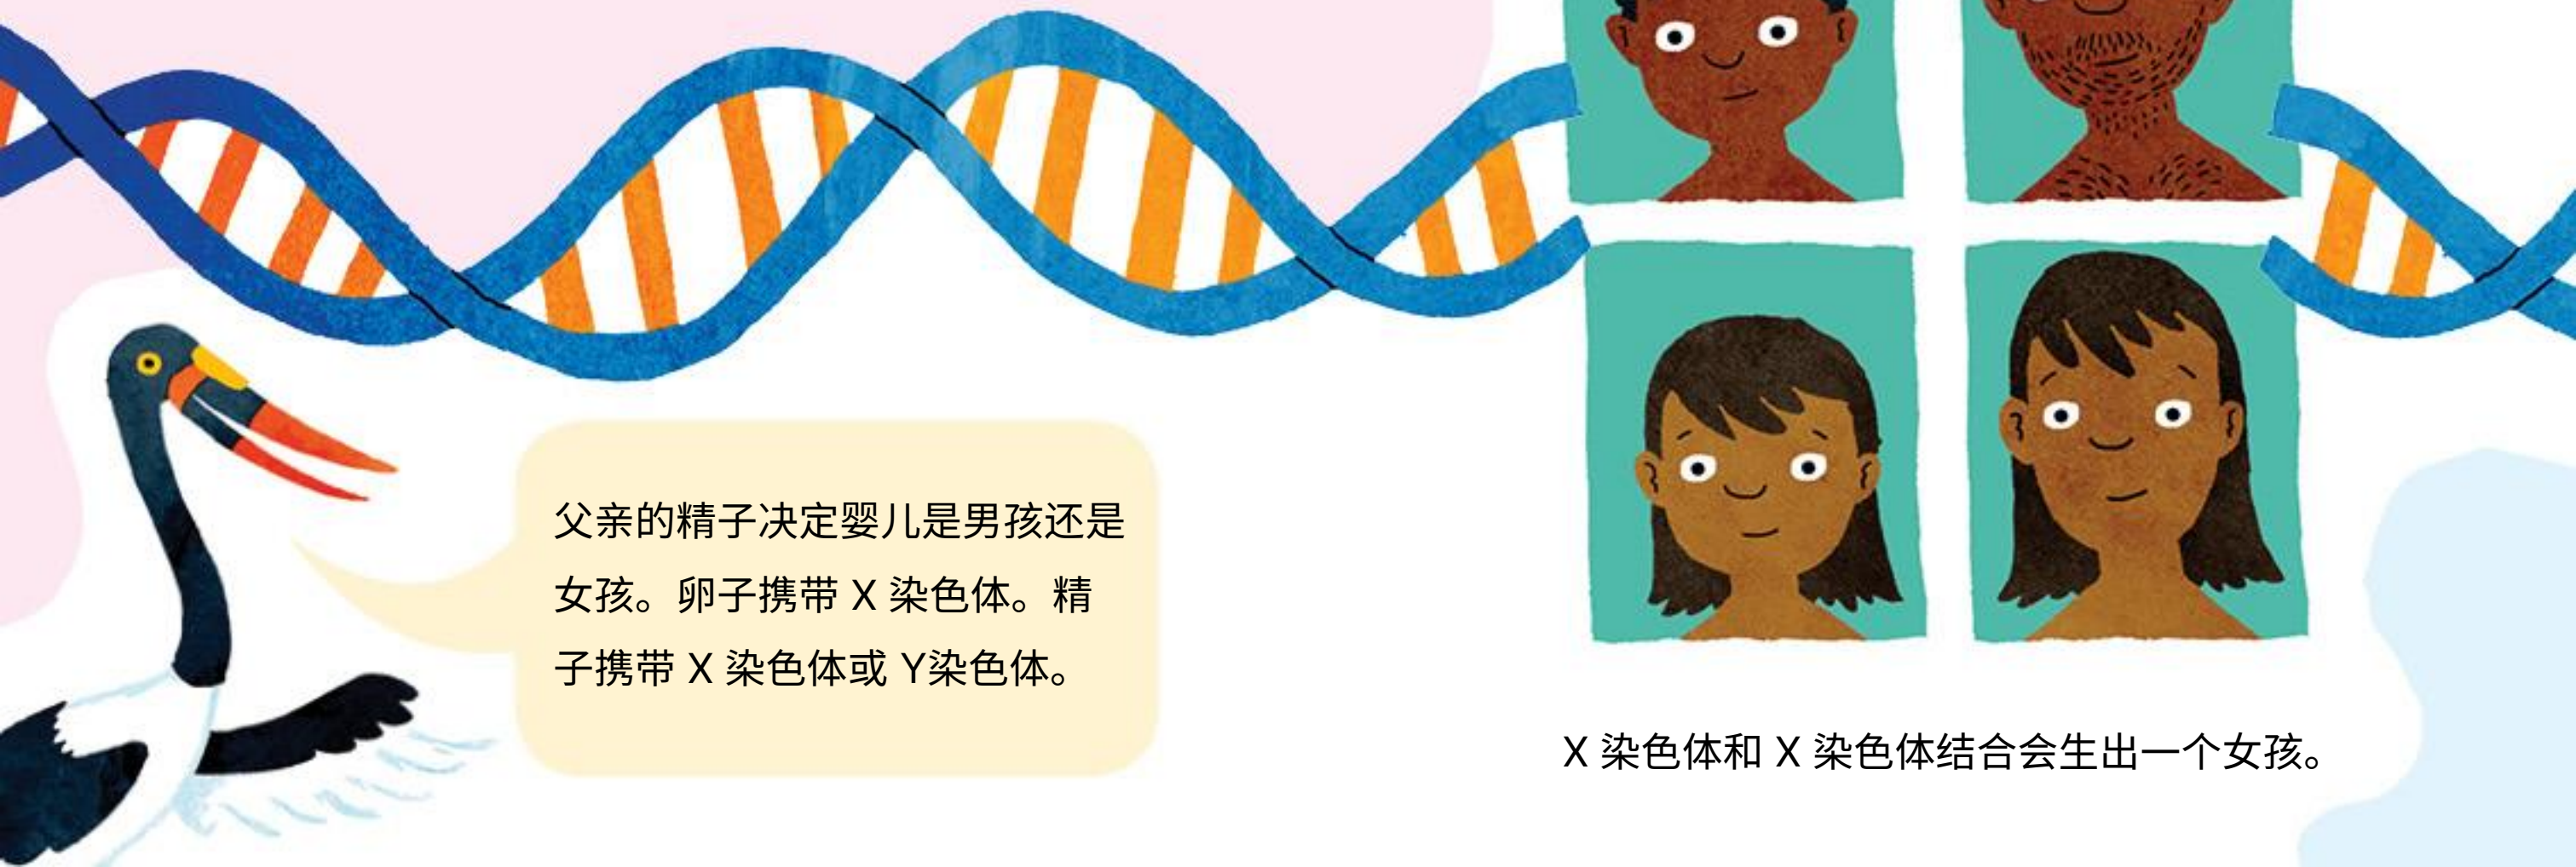 父亲的精子决定婴儿是男孩还是
女孩。卵子携带 X 染色体。精
子携带 X 染色体或 Y染色体。
X 染色体和 X 染色体结合会生出一个女孩。